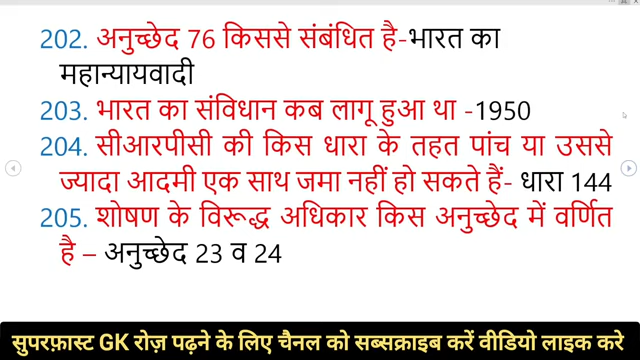 202. अनुच्छेद 76 किससे संबंधित है-भारत का
महान्यायवादी
203. भारत का संविधान कब लागू हुआ था -1950
204. सीआरपीसी की किस धारा के तहत पांच या उससे
ज्यादा आदमी एक साथ जमा नहीं हो सकते हैं- धारा 144
205. शोषण के विरूद्ध अधिकार किस अनुच्छेद में वर्णित
है – अनुच्छेद 23 व 24
सुपरफ़ास्ट GK रोज़ पढ़ने के लिए चैनल को सब्सक्राइब करें वीडियो लाइक करे